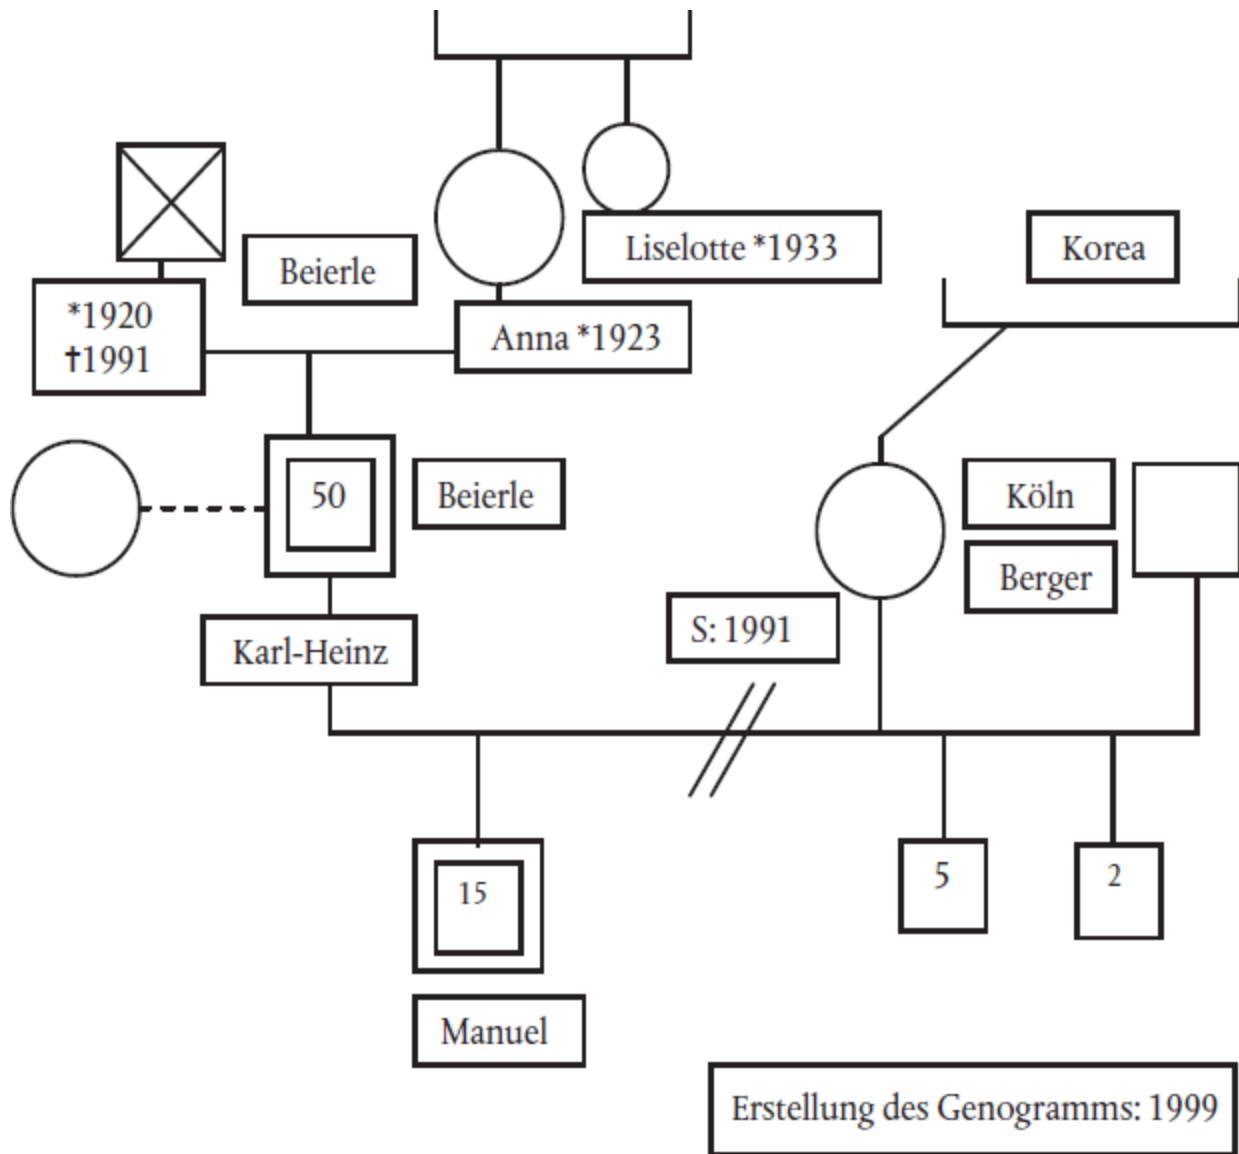 Liselotte *1933
Korea
Beierle
*1920
†1991
Anna *1923
50
Beierle
Köln
Berger
Karl-Heinz
S: 1991
15
5
2
Manuel
Erstellung des Genogramms: 1999